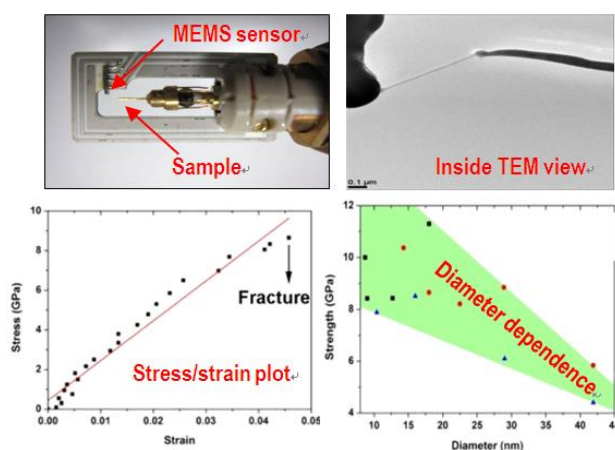 MEMS sensor
Sample
Inside TEM view
0.1 μm
10
8
6
4
2
0
Stress (GPa)
Fracture
Stress/strain plot
0.00
0.01
0.02
0.03
0.04
0.05
Strain
12
10
8
6
4
Strength (GPa)
Diameter dependence
10
15
20
25
30
35
40
45
Diameter (nm)